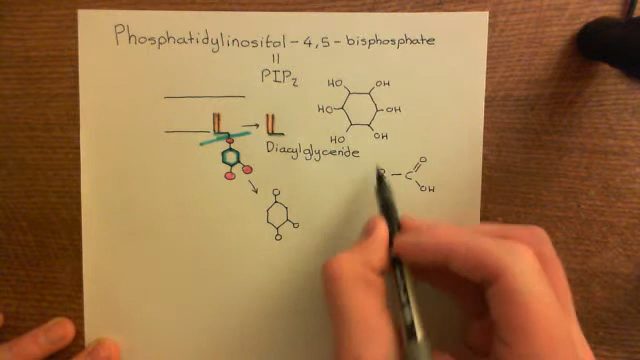 Phosphatidylinositol-4,5-bisphosphate
=
PIP2
HO OH
HO OH
HO OH
Diacylglyceride
C O
OH